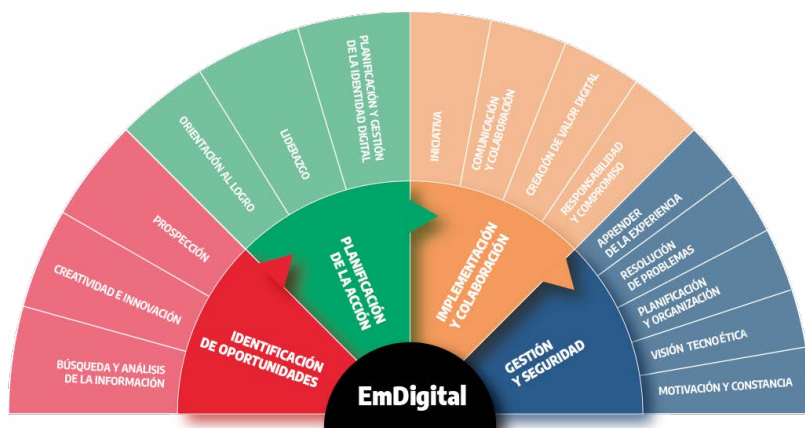 BÚSQUEDA Y ANÁLISIS
DE LA INFORMACIÓN
CREATIVIDAD E INNOVACIÓN
PROSPECCIÓN
IDENTIFICACIÓN
DE OPORTUNIDADES
ORIENTACIÓN AL LOGRO
LIDERAZGO
PLANIFICACIÓN Y GESTIÓN
DE LA IDENTIDAD DIGITAL
PLANIFICACIÓN
DE LA ACCIÓN
INICIATIVA
COMUNICACIÓN
Y COLABORACIÓN
CREACIÓN DE VALOR DIGITAL
RESPONSABILIDAD
Y COMPROMISO
IMPLEMENTACIÓN
Y COLABORACIÓN
APRENDER
DE LA EXPERIENCIA
RESOLUCIÓN
DE PROBLEMAS
PLANIFICACIÓN
Y ORGANIZACIÓN
VISIÓN TECNOÉTICA
MOTIVACIÓN Y CONSTANCIA
GESTIÓN
Y SEGURIDAD
EmDigital